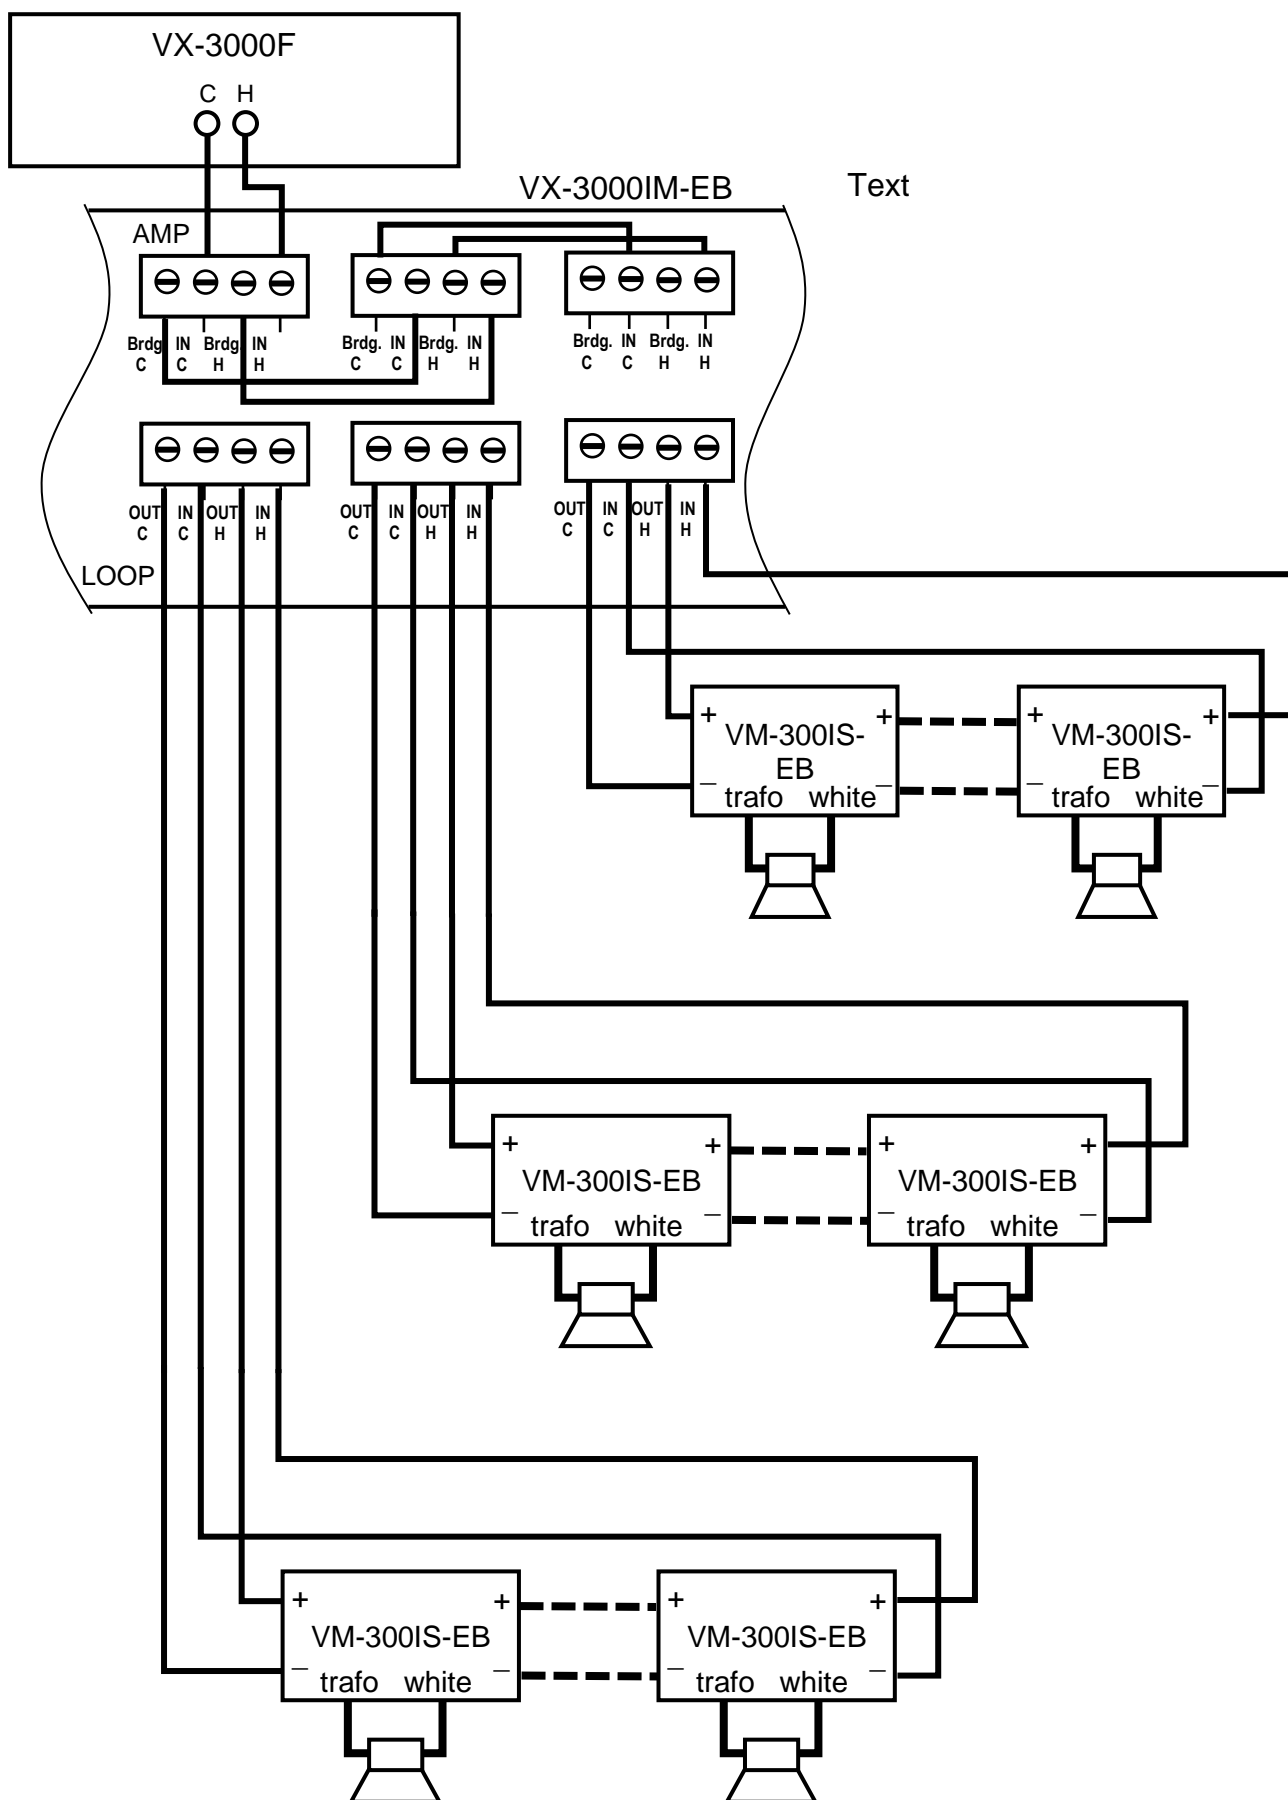 VX-3000F
C H
VX-3000IM-EB
Text
AMP
Brdg. IN Brdg. IN
C C H H
Brdg. IN Brdg. IN
C C H H
Brdg. IN Brdg. IN
C C H H
OUT IN OUT IN
C C H H
OUT IN OUT IN
C C H H
OUT IN OUT IN
C C H H
LOOP
+ +
VM-300IS-
EB
– –
trafo white
+ +
VM-300IS-
EB
– –
trafo white
+ +
VM-300IS-EB
– –
trafo white
+ +
VM-300IS-EB
– –
trafo white
+ +
VM-300IS-EB
– –
trafo white
+ +
VM-300IS-EB
– –
trafo white